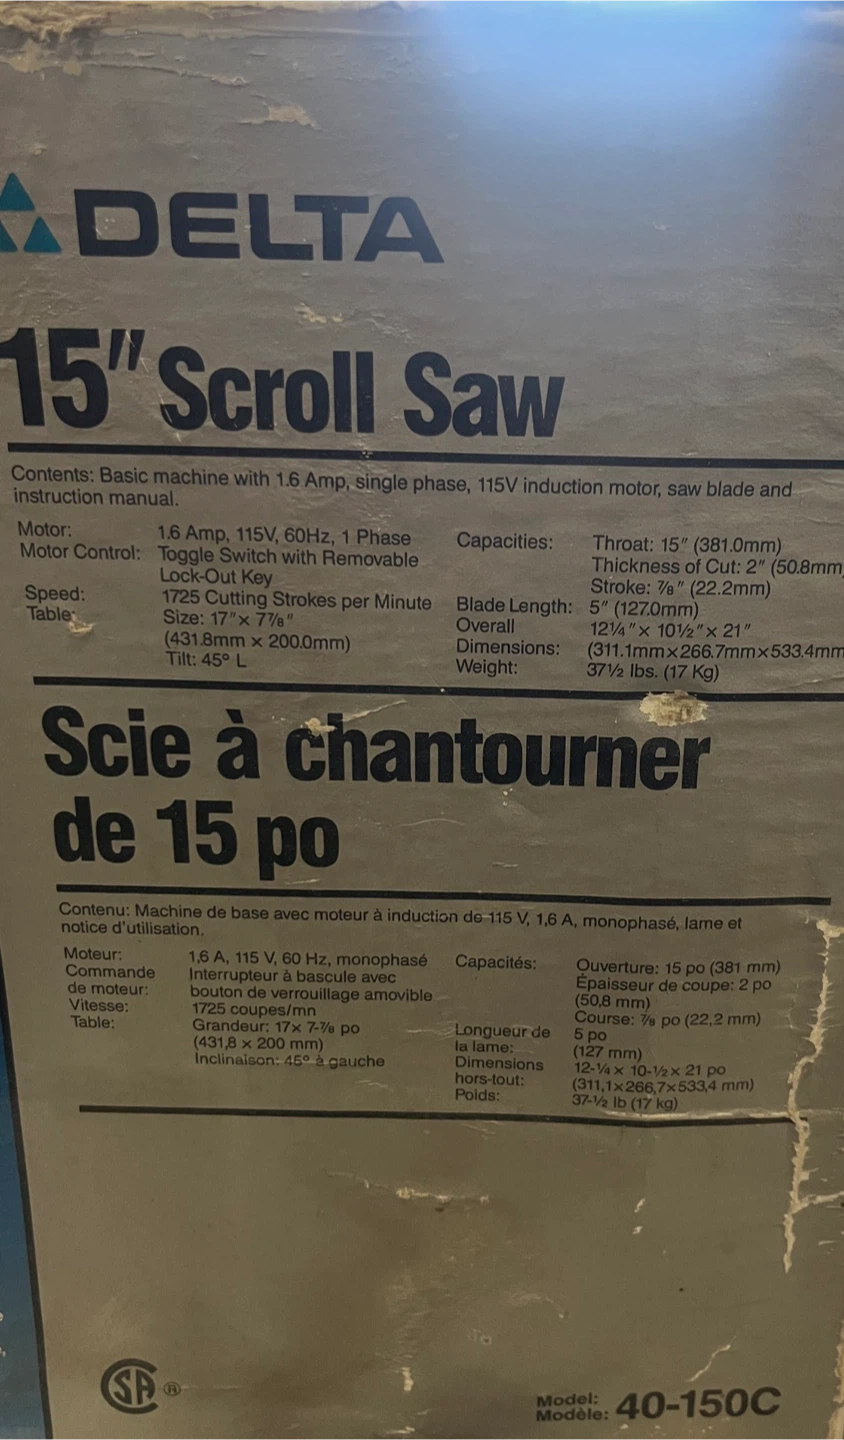 DELTA
15" Scroll Saw
Contents: Basic machine with 1.6 Amp, single phase, 115V induction motor, saw blade and
instruction manual.
Motor: 1.6 Amp, 115V, 60Hz, 1 Phase
Motor Control: Toggle Switch with Removable
Lock-Out Key
Speed: 1725 Cutting Strokes per Minute
Table: Size: 17" x 7⅞"
(431.8mm x 200.0mm)
Tilt: 45° L
Capacities: Throat: 15" (381.0mm)
Thickness of Cut: 2" (50.8mm
Stroke: ⅞" (22.2mm)
Blade Length: 5" (127.0mm)
Overall 12¼" x 10½" x 21"
Dimensions: (311.1mm x 266.7mm x 533.4mm
Weight: 37½ lbs. (17 Kg)
Scie à chantourner
de 15 po
Contenu: Machine de base avec moteur à induction de 115 V, 1,6 A, monophasé, lame et
notice d'utilisation.
Moteur: 1,6 A, 115 V, 60 Hz, monophasé
Commande Interrupteur à bascule avec
de moteur: bouton de verrouillage amovible
Vitesse: 1725 coupes/mn
Table: Grandeur: 17 x 7-⅞ po
(431,8 x 200 mm)
Inclinaison: 45° à gauche
Capacités: Ouverture: 15 po (381 mm)
Épaisseur de coupe: 2 po
(50,8 mm)
Course: ⅞ po (22,2 mm)
Longueur de 5 po
la lame: (127 mm)
Dimensions 12-¼ x 10-½ x 21 po
hors-tout: (311,1x266,7x533,4 mm)
Poids: 37-½ lb (17 kg)
SA ®
Model:
Modèle: 40-150C